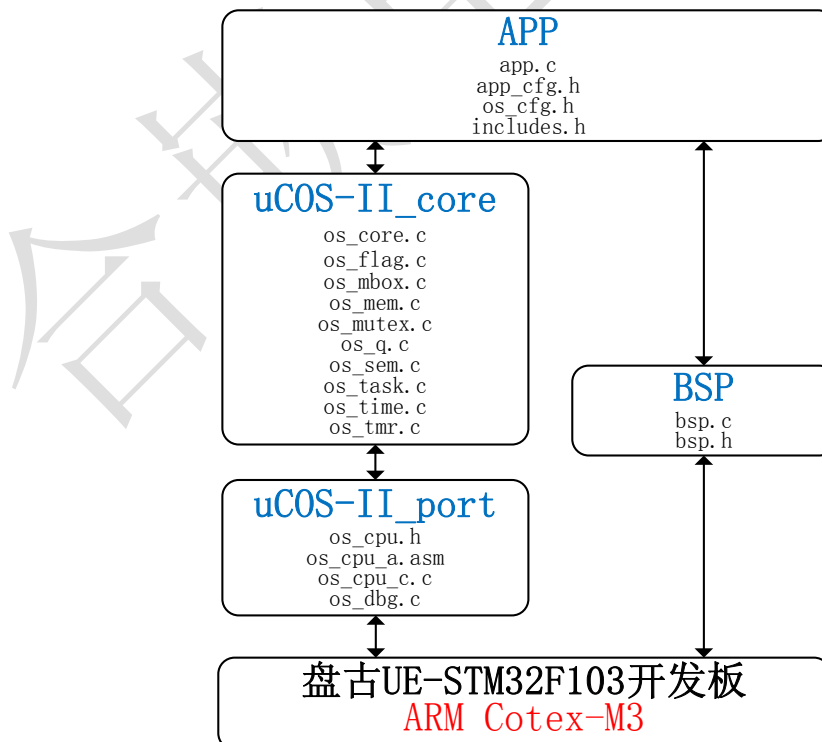 APP
app.c
app_cfg.h
os_cfg.h
includes.h
uCOS-II_core
os_core.c
os_flag.c
os_mbox.c
os_mem.c
os_mutex.c
os_q.c
os_sem.c
os_task.c
os_time.c
os_tmr.c
BSP
bsp.c
bsp.h
uCOS-II_port
os_cpu.h
os_cpu_a.asm
os_cpu_c.c
os_dbg.c
盘古UE-STM32F103开发板
ARM Cotex-M3